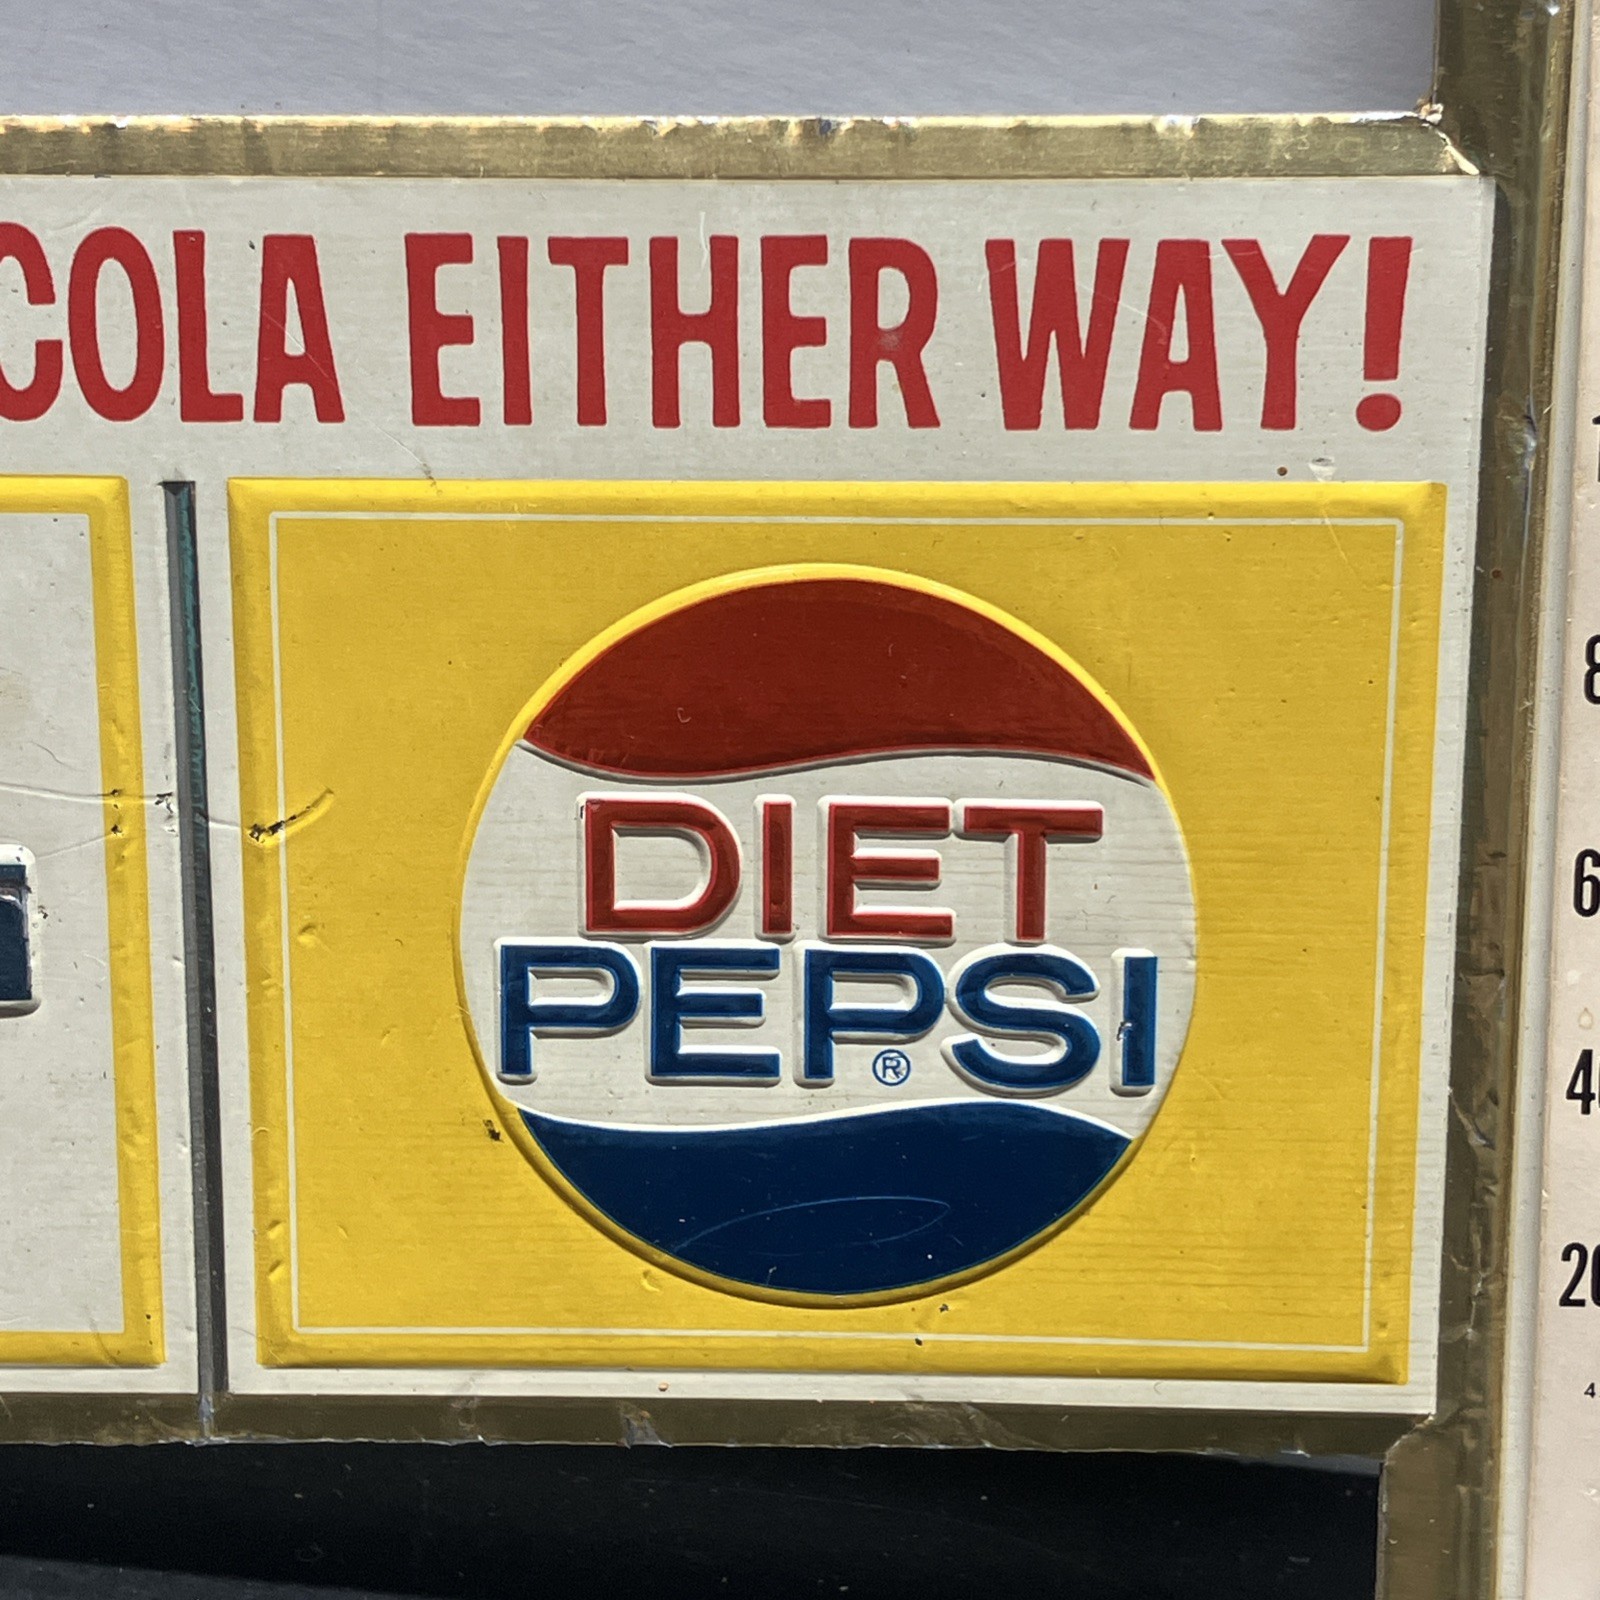 COLA EITHER WAY!
DIET
PEPSI
®